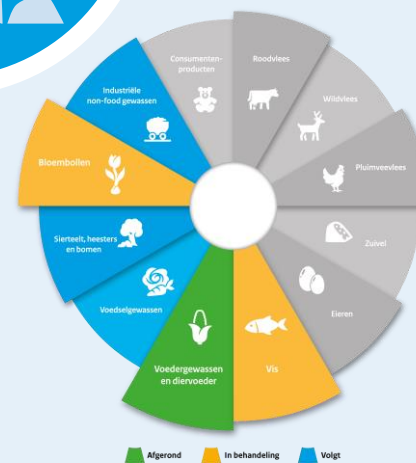 Consumenten-
producten
Roodvlees
Wildvlees
Pluimveevlees
Zuivel
Eieren
Vis
Voedergewassen
en diervoeder
Voedselgewassen
Sierteelt, heesters
en bomen
Bloembollen
Industriële
non-food gewassen
Afgerond
In behandeling
Volgt